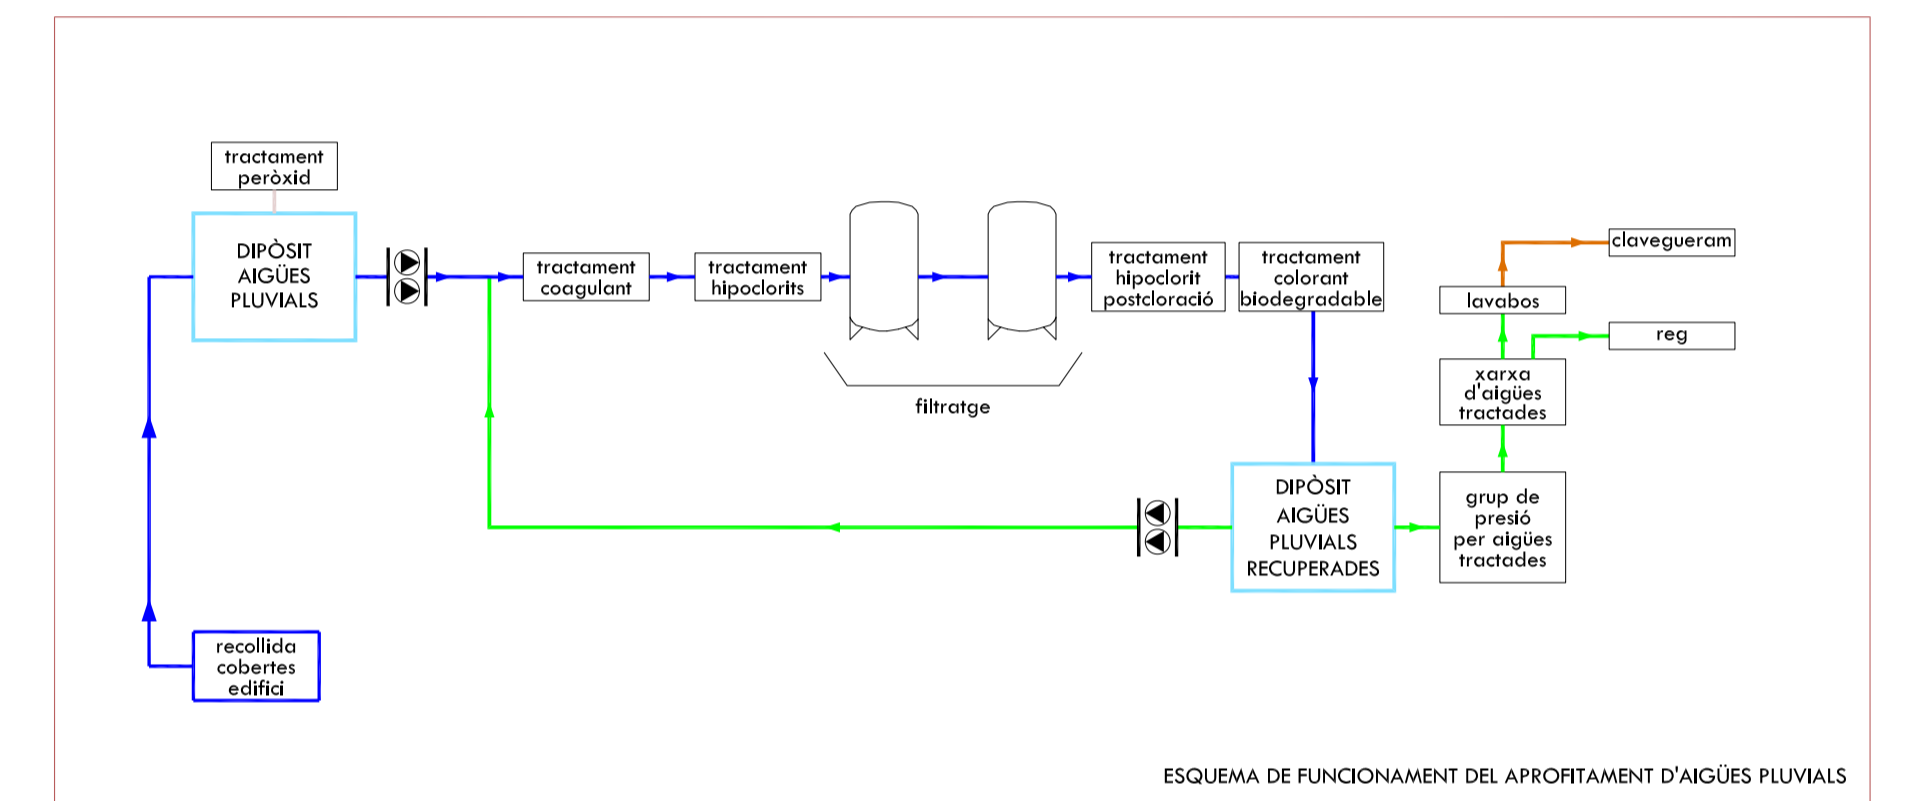 tractament
peròxid
DIPÒSIT
AIGÜES
PLUVIALS
recollida
cobertes
edifici
tractament
coagulant
tractament
hipoclorits
filtratge
tractament
hipoclorit
postcloració
tractament
colorant
biodegradable
DIPÒSIT
AIGÜES
PLUVIALS
RECUPERADES
grup de
presió
per aigües
tractades
xarxa
d'aigües
tractades
lavabos
clavegueram
reg
ESQUEMA DE FUNCIONAMENT DEL APROFITAMENT D'AIGÜES PLUVIALS